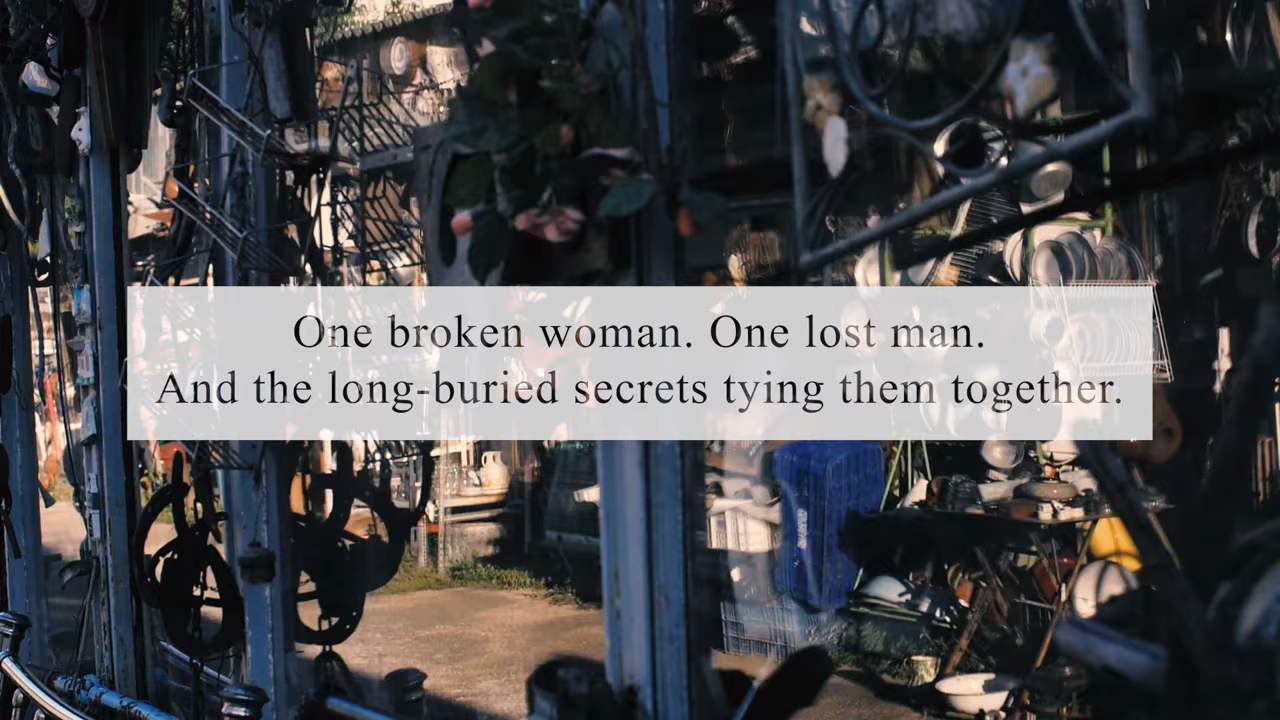 One broken woman. One lost man.
And the long-buried secrets tying them together.